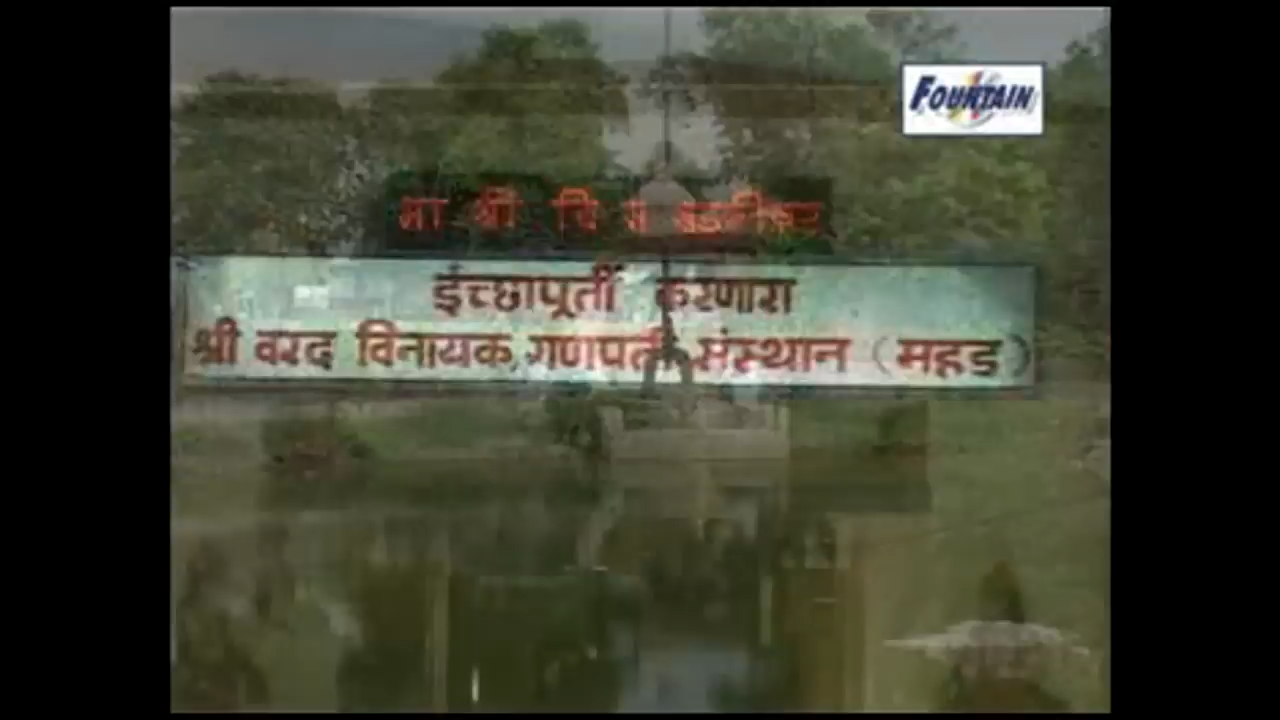 FOUNTAIN
इंच्छापूर्ती करणारा
श्री वरद विनायक गणपती संस्थान (महड)